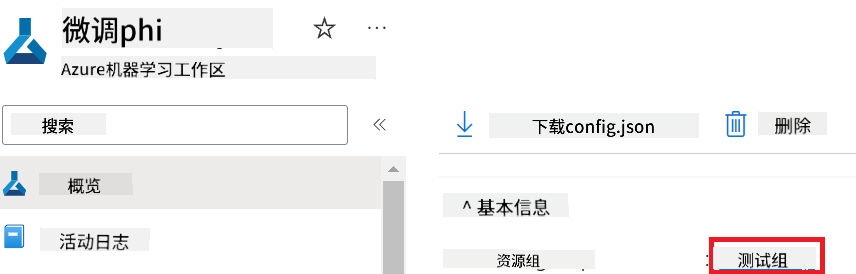 微调phi
Azure机器学习工作区
搜索
概览
活动日志
下载config.json
删除
^ 基本信息
资源组 : 测试组